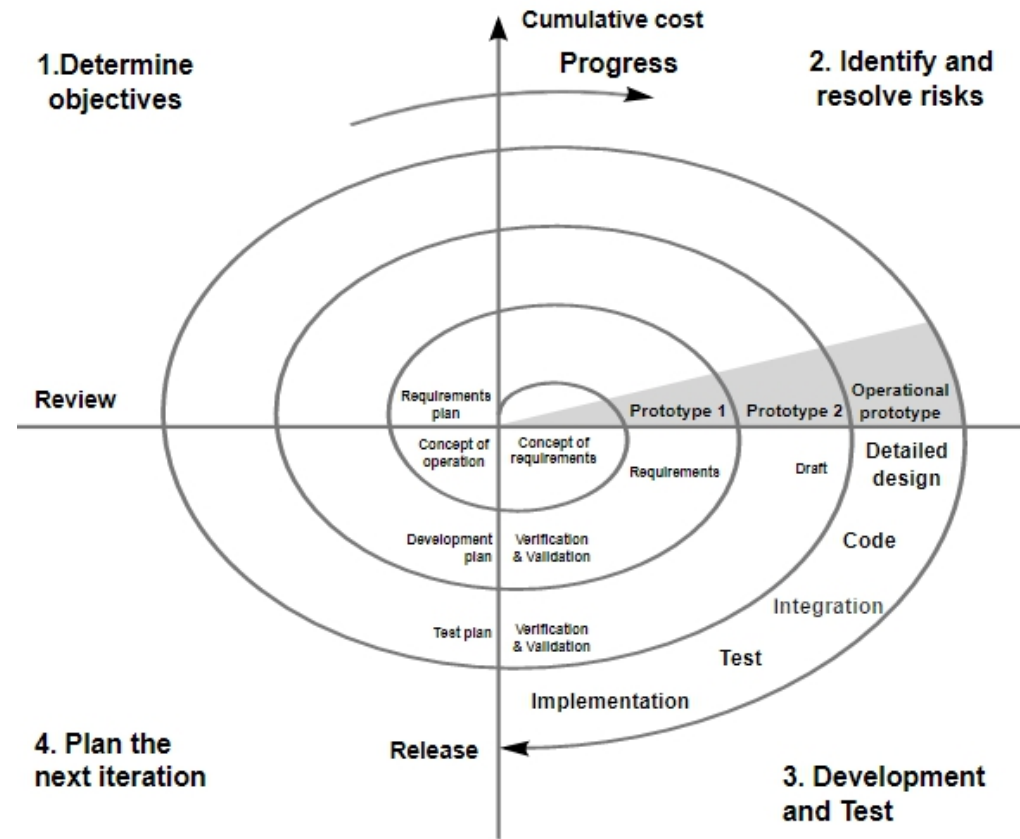 Cumulative cost
Progress
1.Determine
objectives
2. Identify and
resolve risks
Review
Requirements
plan
Prototype 1
Prototype 2
Operational
prototype
Concept of
operation
Concept of
requirements
Requirements
Draft
Detailed
design
Development
plan
Verification
& Validation
Code
Integration
Test plan
Verification
& Validation
Test
Implementation
Release
4. Plan the
next iteration
3. Development
and Test